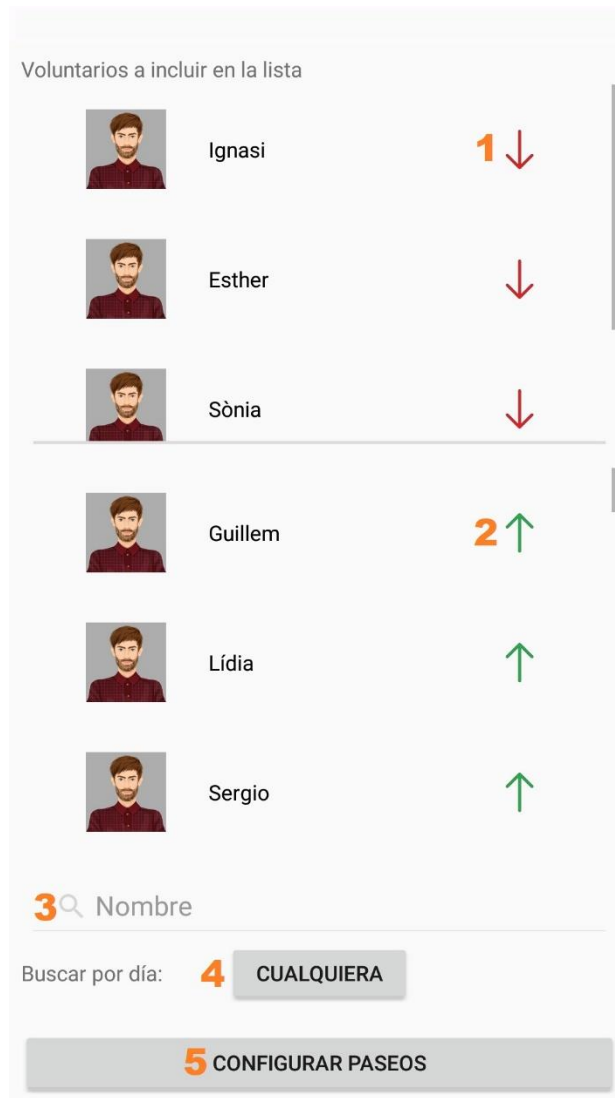 Voluntarios a incluir en la lista
Ignasi 1
Esther
Sònia
Guillem 2
Lídia
Sergio
3 Nombre
Buscar por día: 4 CUALQUIERA
5 CONFIGURAR PASEOS